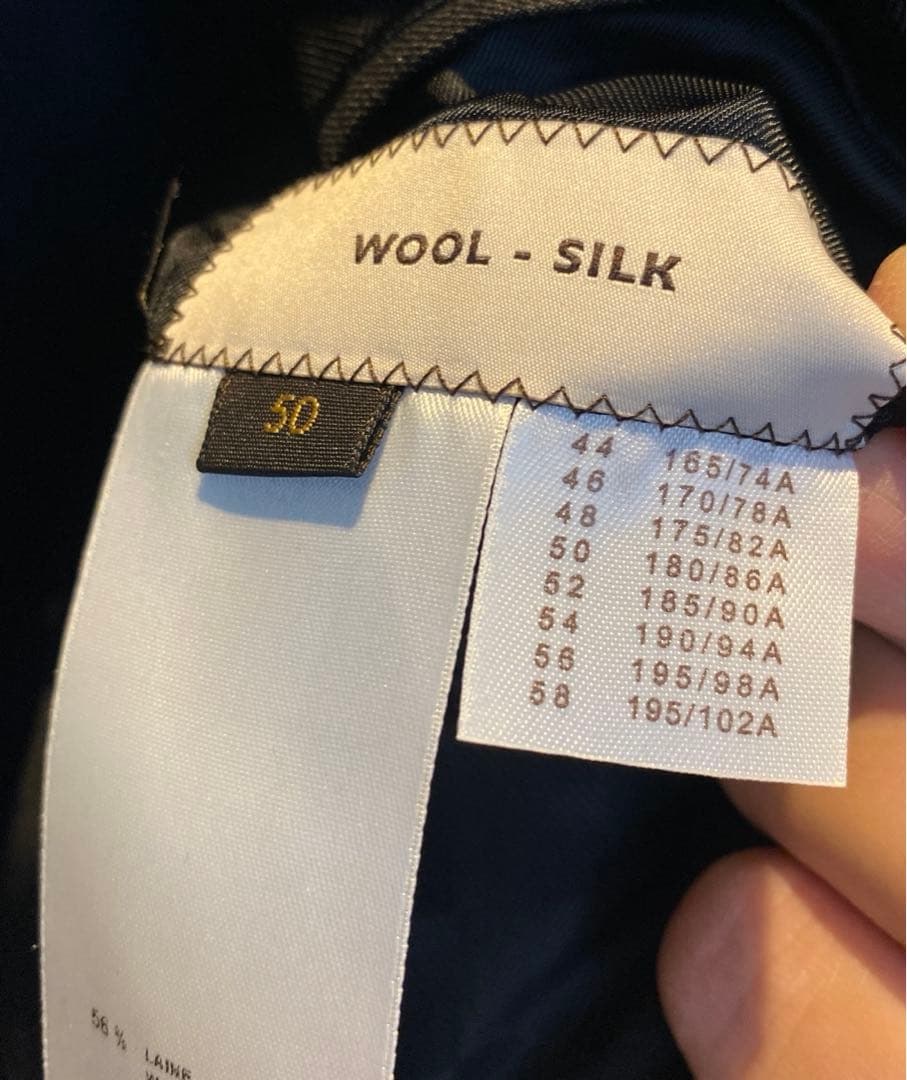 WOOL - SILK
50
44 165/74A
46 170/78A
48 175/82A
50 180/86A
52 185/90A
54 190/94A
56 195/98A
58 195/102A
56 % LAINE